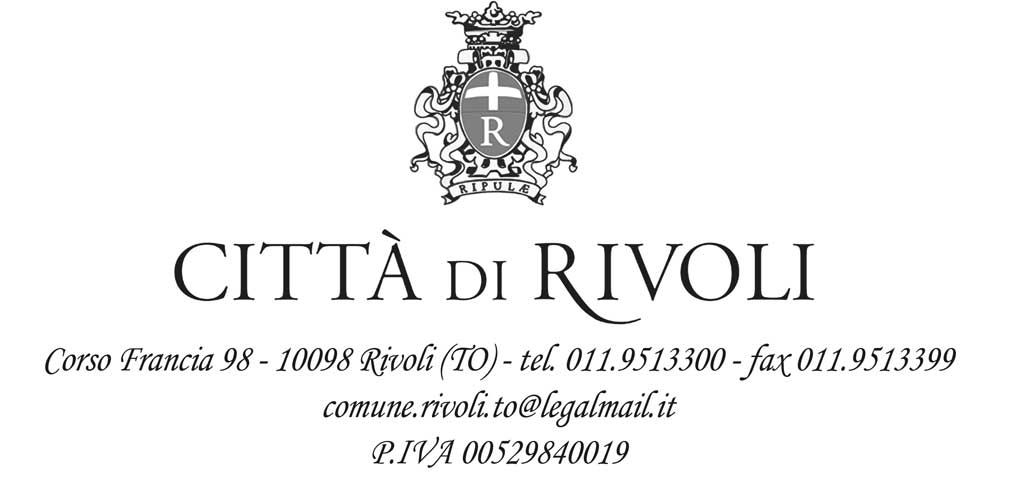 R
RIPULÆ
CITTÀ DI RIVOLI
Corso Francia 98 - 10098 Rivoli (TO) - tel. 011.9513300 - fax 011.9513399
comune.rivoli.to@legalmail.it
P.IVA 00529840019